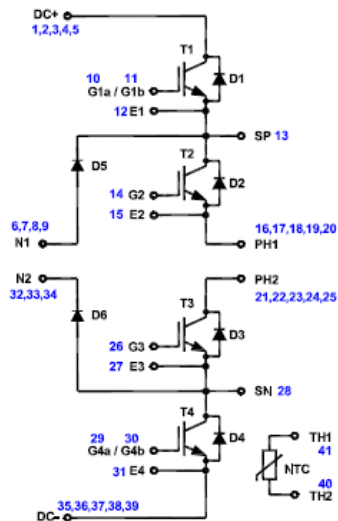 DC+
1,2,3,4,5
T1
10 11
G1a / G1b
D1
12 E1
SP 13
D5
T2
14 G2
D2
15 E2
6,7,8,9
N1
16,17,18,19,20
PH1
N2
32,33,34
PH2
21,22,23,24,25
D6
T3
26 G3
D3
27 E3
SN 28
T4
29 30
G4a / G4b
D4
31 E4
TH1
41
NTC
40
TH2
35,36,37,38,39
DC-